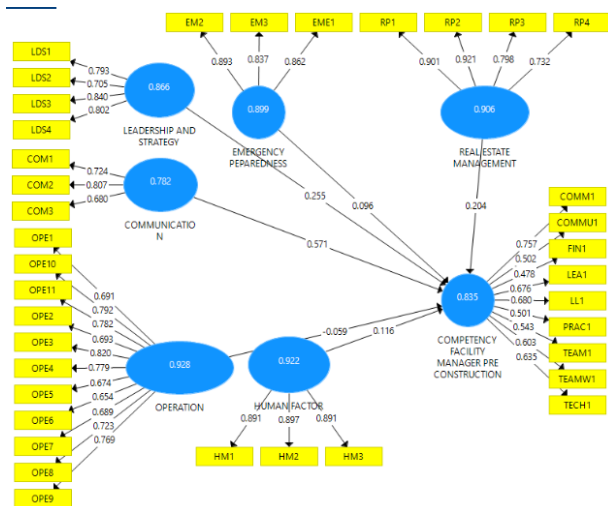 EM2
EM3
EME1
RP1
RP2
RP3
RP4
0.893
0.837
0.862
0.901
0.921
0.798
0.732
LDS1
LDS2
LDS3
LDS4
0.793
0.705
0.840
0.802
0.866
LEADERSHIP AND
STRATEGY
0.899
EMERGENCY
PEPAREDNESS
0.906
REAL ESTATE
MANAGEMENT
COM1
COM2
COM3
0.724
0.807
0.680
0.782
COMMUNICATIO
N
0.255
0.096
0.204
0.571
-0.059
0.116
OPE1
OPE10
OPE11
OPE2
OPE3
OPE4
OPE5
OPE6
OPE7
OPE8
OPE9
0.691
0.792
0.782
0.693
0.820
0.779
0.674
0.654
0.689
0.723
0.769
0.928
OPERATION
0.922
HUMAN FACTOR
0.891
0.897
0.891
HM1
HM2
HM3
0.835
COMPETENCY
FACILITY
MANAGER PRE
CONSTRUCTION
0.757
0.502
0.478
0.676
0.680
0.501
0.543
0.603
0.635
COMM1
COMMU1
FIN1
LEA1
LL1
PRAC1
TEAM1
TEAMW1
TECH1